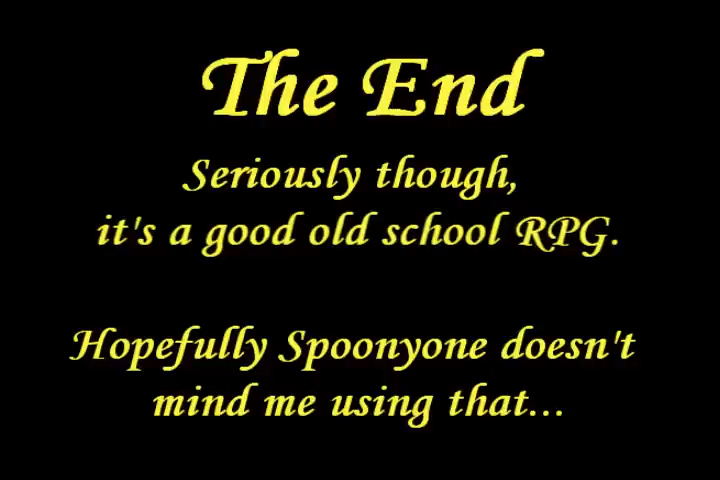 The End
Seriously though,
it's a good old school RPG.
Hopefully Spoonyone doesn't
mind me using that...